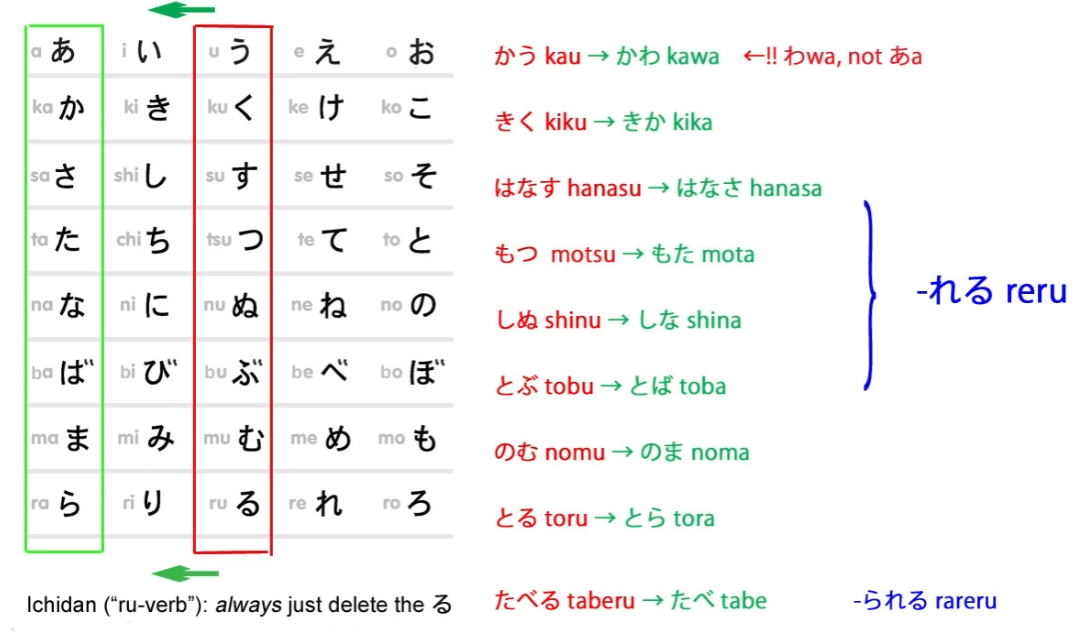 a あ i い u う e え o お かう kau → かわ kawa ←!! わwa, not あa
ka か ki き ku く ke け ko こ きく kiku → きか kika
sa さ shi し su す se せ so そ はなす hanasu → はなさ hanasa
ta た chi ち tsu つ te て to と もつ motsu → もた mota
-れる reru
na な ni に nu ぬ ne ね no の しぬ shinu → しな shina
ba ば bi び bu ぶ be べ bo ぼ とぶ tobu → とば toba
ma ま mi み mu む me め mo も のむ nomu → のま noma
ra ら ri り ru る re れ ro ろ とる toru → とら tora
Ichidan (“ru-verb”): always just delete the る たべる taberu → たべ tabe -られる rareru